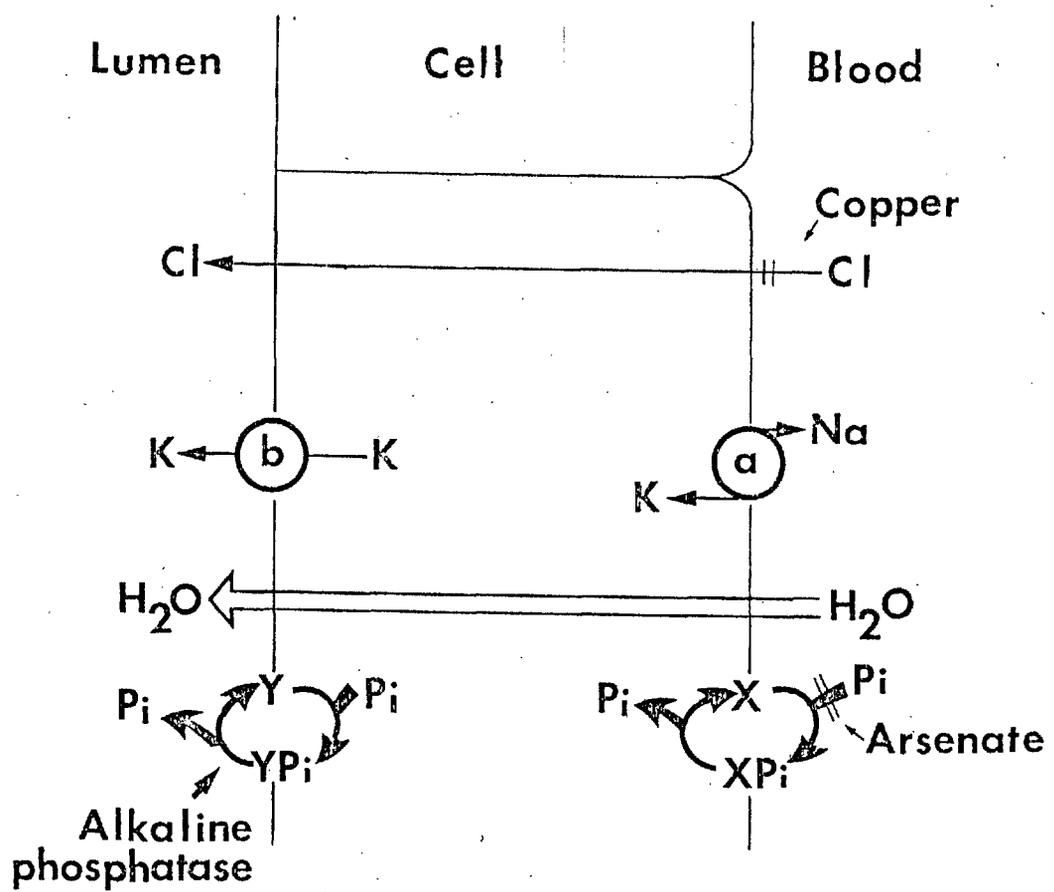 Lumen Cell Blood
Copper
Cl Cl
K b K
Na
a
K
H2O H2O
Pi Y Pi
YPi
Pi X Pi
XPi
Arsenate
Alkaline
phosphatase